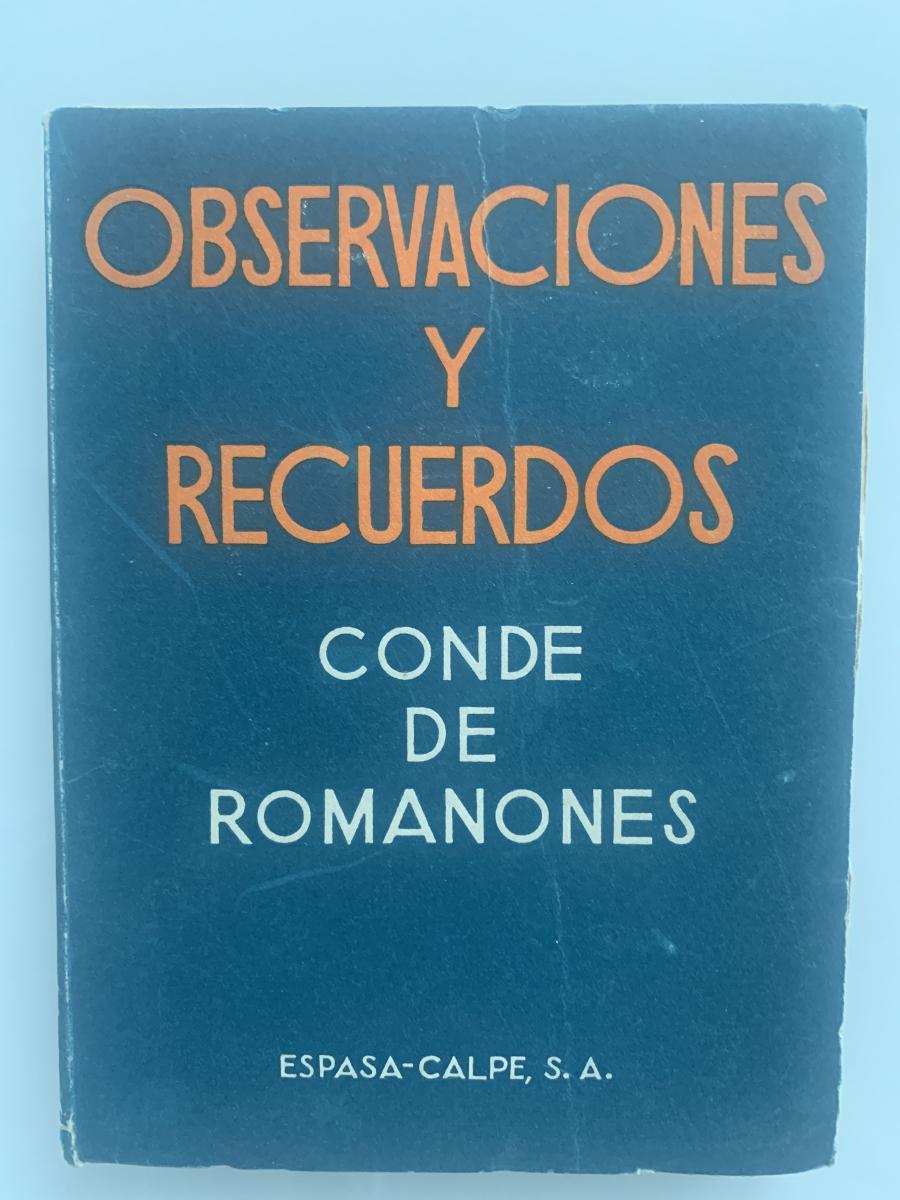 OBSERVACIONES
Y
RECUERDOS
CONDE
DE
ROMANONES
ESPASA-CALPE, S. A.